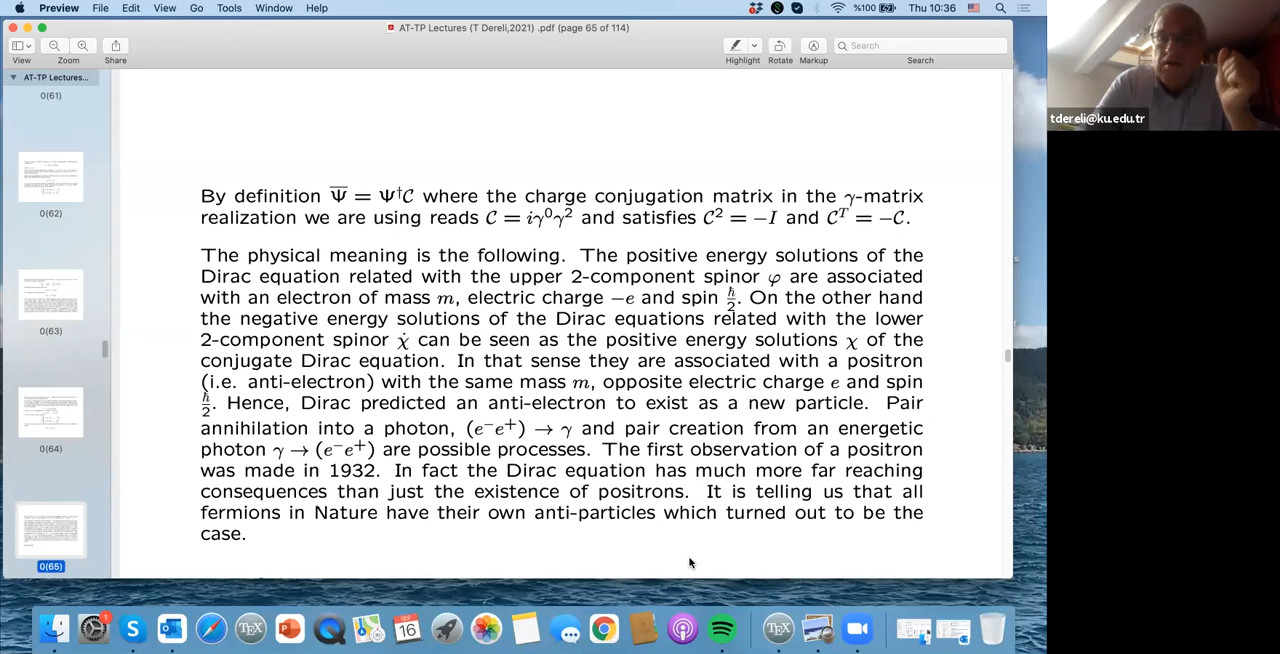 Preview File Edit View Go Tools Window Help %100 Thu 10:36
AT-TP Lectures (T Dereli,2021) .pdf (page 65 of 114)
View Zoom Share Highlight Rotate Markup Search
Search
AT-TP Lectures...
0(61)
0(62)
0(63)
0(64)
0(65)
By definition Ψ̅ = Ψ†𝒞 where the charge conjugation matrix in the γ-matrix
realization we are using reads 𝒞 = iγ⁰γ² and satisfies 𝒞² = −I and 𝒞ᵀ = −𝒞.
The physical meaning is the following. The positive energy solutions of the
Dirac equation related with the upper 2-component spinor φ are associated
with an electron of mass m, electric charge −e and spin ℏ/2. On the other hand
the negative energy solutions of the Dirac equations related with the lower
2-component spinor χ̇ can be seen as the positive energy solutions χ of the
conjugate Dirac equation. In that sense they are associated with a positron
(i.e. anti-electron) with the same mass m, opposite electric charge e and spin
ℏ/2. Hence, Dirac predicted an anti-electron to exist as a new particle. Pair
annihilation into a photon, (e⁻e⁺) → γ and pair creation from an energetic
photon γ → (e⁻e⁺) are possible processes. The first observation of a positron
was made in 1932. In fact the Dirac equation has much more far reaching
consequences than just the existence of positrons. It is telling us that all
fermions in Nature have their own anti-particles which turned out to be the
case.
tdereli@ku.edu.tr
1
TEX
SEP
16
TEX